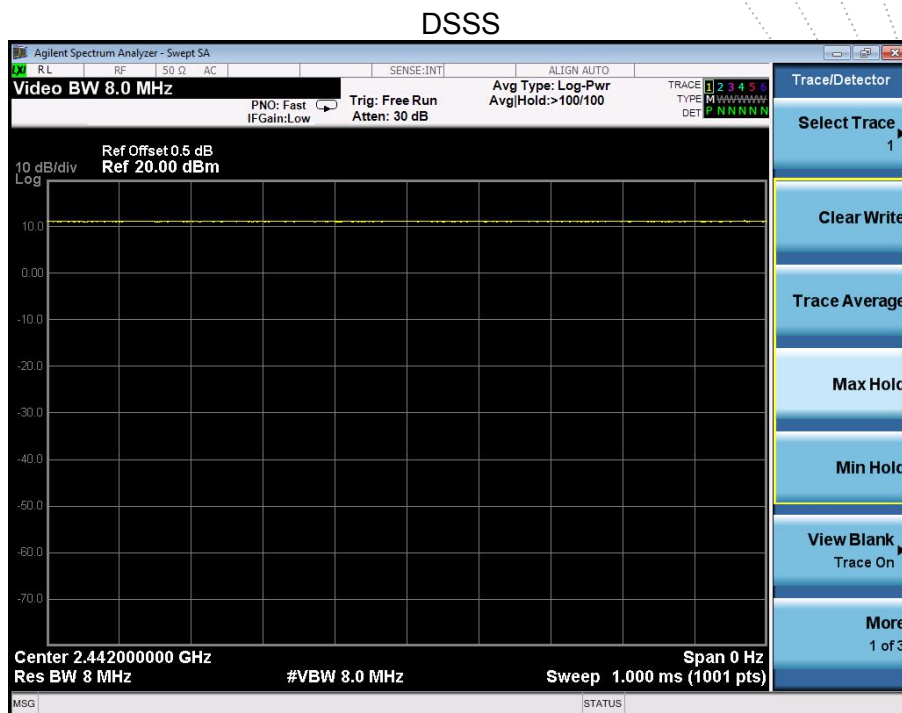 DSSS
Agilent Spectrum Analyzer - Swept SA
LXI RL RF 50 Ω AC SENSE:INT ALIGN AUTO
Video BW 8.0 MHz
PNO: Fast
IFGain:Low
Trig: Free Run
Atten: 30 dB
Avg Type: Log-Pwr
Avg|Hold:>100/100
TRACE 1 2 3 4 5 6
TYPE M WWWWW
DET P N N N N N
Trace/Detector
Select Trace
1
Clear Write
Trace Average
Max Hold
Min Hold
View Blank
Trace On
More
1 of 3
Ref Offset 0.5 dB
10 dB/div Ref 20.00 dBm
Log
10.0
0.00
-10.0
-20.0
-30.0
-40.0
-50.0
-60.0
-70.0
Center 2.442000000 GHz Span 0 Hz
Res BW 8 MHz #VBW 8.0 MHz Sweep 1.000 ms (1001 pts)
MSG STATUS